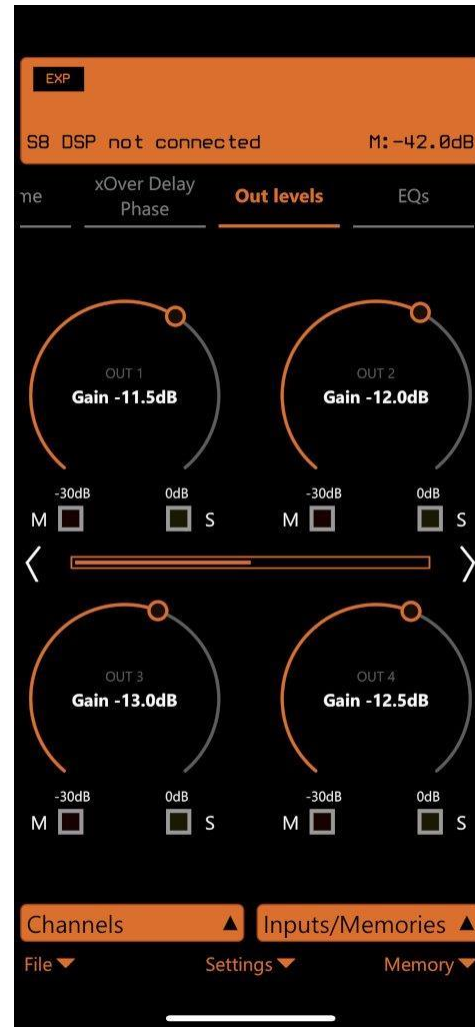 EXP
S8 DSP not connected M:-42.0dB
me xOver Delay Phase Out levels EQs
OUT 1 OUT 2
Gain -11.5dB Gain -12.0dB
-30dB 0dB -30dB 0dB
M S M S
OUT 3 OUT 4
Gain -13.0dB Gain -12.5dB
-30dB 0dB -30dB 0dB
M S M S
Channels ▲ Inputs/Memories ▲
File ▼ Settings ▼ Memory ▼